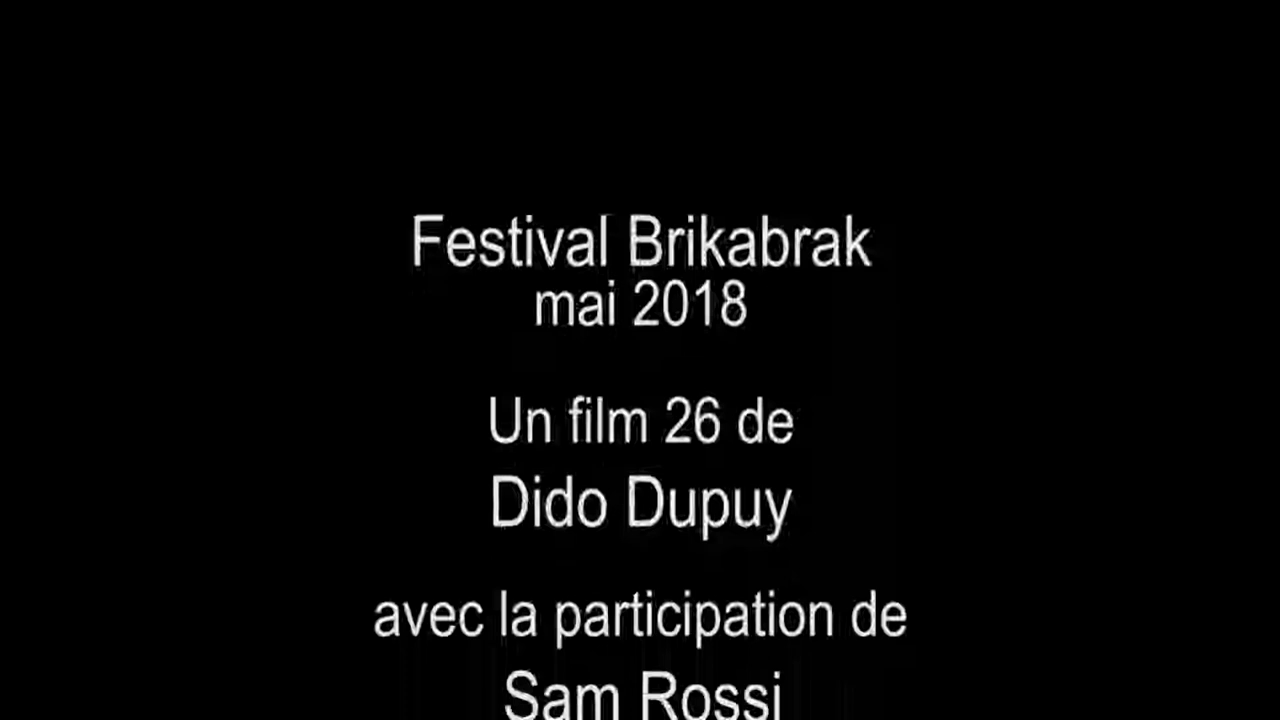 Festival Brikabrak
mai 2018
Un film 26 de
Dido Dupuy
avec la participation de
Sam Rossi